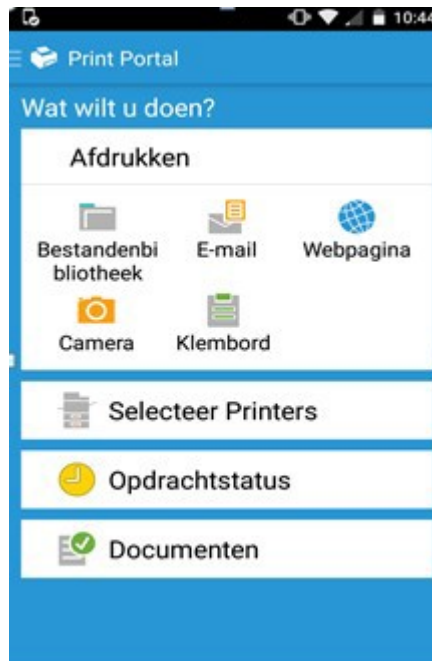 10:44
Print Portal
Wat wilt u doen?
Afdrukken
Bestandenbi E-mail Webpagina
bliotheek
Camera Klembord
Selecteer Printers
Opdrachtstatus
Documenten